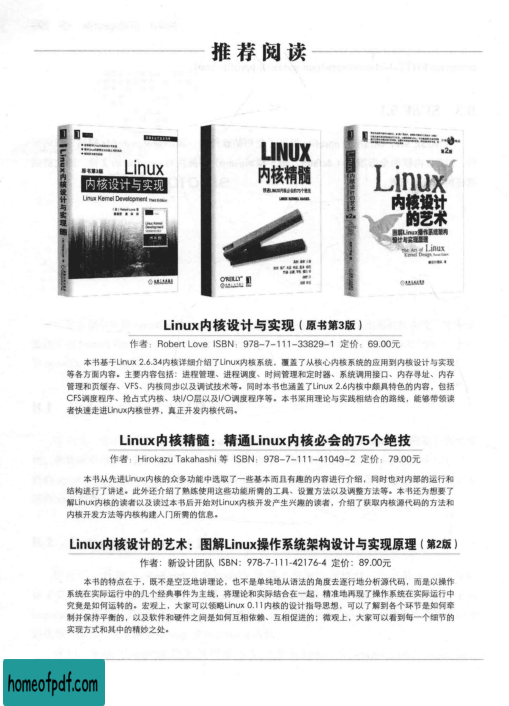 推荐阅读
原书第3版
Linux
内核设计与实现
Linux Kernel Development Third Edition
Linux内核设计与实现
LINUX
内核精髓
LINUX KERNEL HACKS
O'REILLY
第2版
Linux
内核设计
的艺术
图解Linux操作系统架构
设计与实现原理
The Art of Linux
Kernel Design
Linux内核设计与实现(原书第3版)
作者:Robert Love ISBN:978-7-111-33829-1 定价:69.00元
本书基于Linux 2.6.34内核详细介绍了Linux内核系统,覆盖了从核心内核系统的应用到内核设计与实现
等各方面内容。主要内容包括:进程管理、进程调度、时间管理和定时器、系统调用接口、内存寻址、内存
管理和页缓存、VFS、内核同步以及调试技术等。同时本书也涵盖了Linux 2.6内核中颇具特色的内容,包括
CFS调度程序、抢占式内核、块I/O层以及I/O调度程序等。本书采用理论与实践相结合的路线,能够带领读
者快速走进Linux内核世界,真正开发内核代码。
Linux内核精髓:精通Linux内核必会的75个绝技
作者:Hirokazu Takahashi 等 ISBN:978-7-111-41049-2 定价:79.00元
本书从先进Linux内核的众多功能中选取了一些基本而且有趣的内容进行介绍,同时也对内部的运行和
结构进行了讲述。此外还介绍了熟练使用这些功能所需的工具、设置方法以及调整方法等。本书还为想要了
解Linux内核的读者以及读过本书后开始对Linux内核开发产生兴趣的读者,介绍了获取内核源代码的方法和
内核开发方法等内核构建入门所需的信息。
Linux内核设计的艺术:图解Linux操作系统架构设计与实现原理(第2版)
作者:新设计团队 ISBN:978-7-111-42176-4 定价:89.00元
本书的特点在于,既不是空泛地讲理论,也不是单纯地从语法的角度去逐行地分析源代码,而是以操作
系统在实际运行中的几个经典事件为主线,将理论和实际结合在一起,精准地再现了操作系统在实际运行中
究竟是如何运转的。宏观上,大家可以领略Linux 0.11内核的设计指导思想,可以了解到各个环节是如何牵
制并保持平衡的,以及软件和硬件之间是如何互相依赖、互相促进的;微观上,大家可以看到每一个细节的
实现方式和其中的精妙之处。
homeofpdf.com